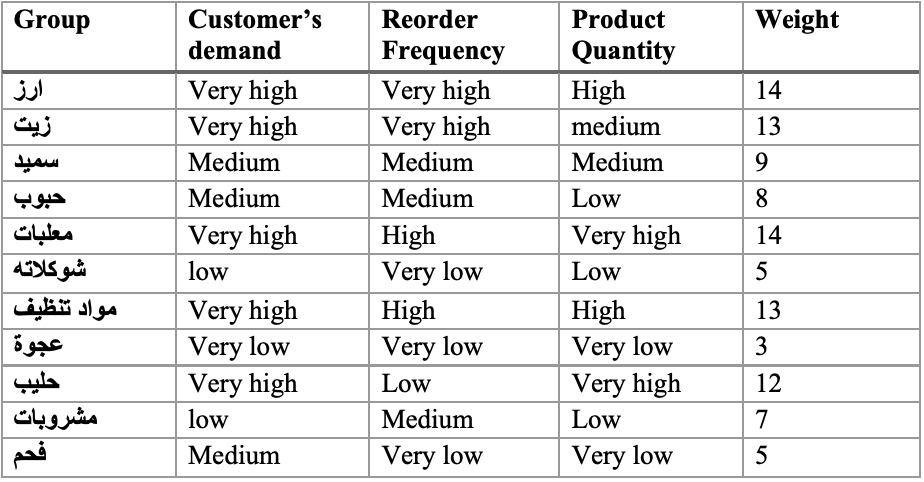 Group Customer’s demand Reorder Frequency Product Quantity Weight
ارز Very high Very high High 14
زيت Very high Very high medium 13
سميد Medium Medium Medium 9
حبوب Medium Medium Low 8
معلبات Very high High Very high 14
شوكلاته low Very low Low 5
مواد تنظيف Very high High High 13
عجوة Very low Very low Very low 3
حليب Very high Low Very high 12
مشروبات low Medium Low 7
فحم Medium Very low Very low 5